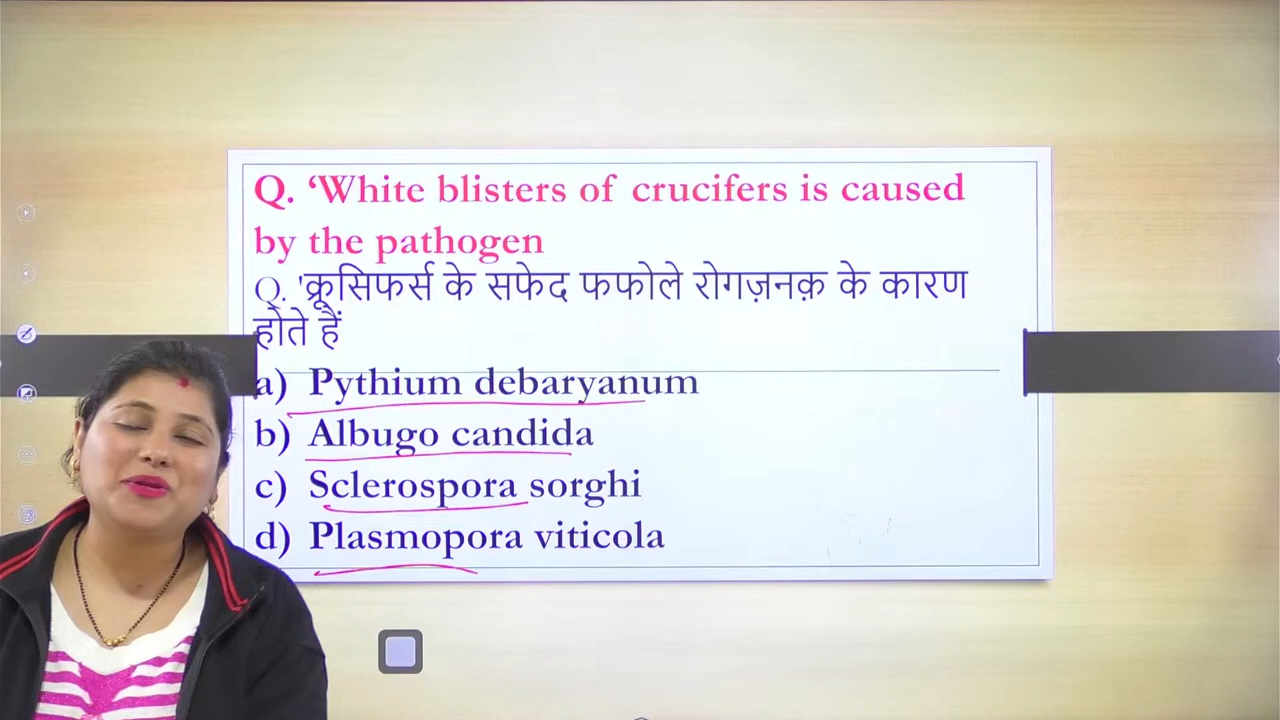 Q. ‘White blisters of crucifers is caused
by the pathogen
Q. 'क्रूसिफर्स के सफेद फफोले रोगज़नक़ के कारण
होते हैं
a) Pythium debaryanum
b) Albugo candida
c) Sclerospora sorghi
d) Plasmopora viticola